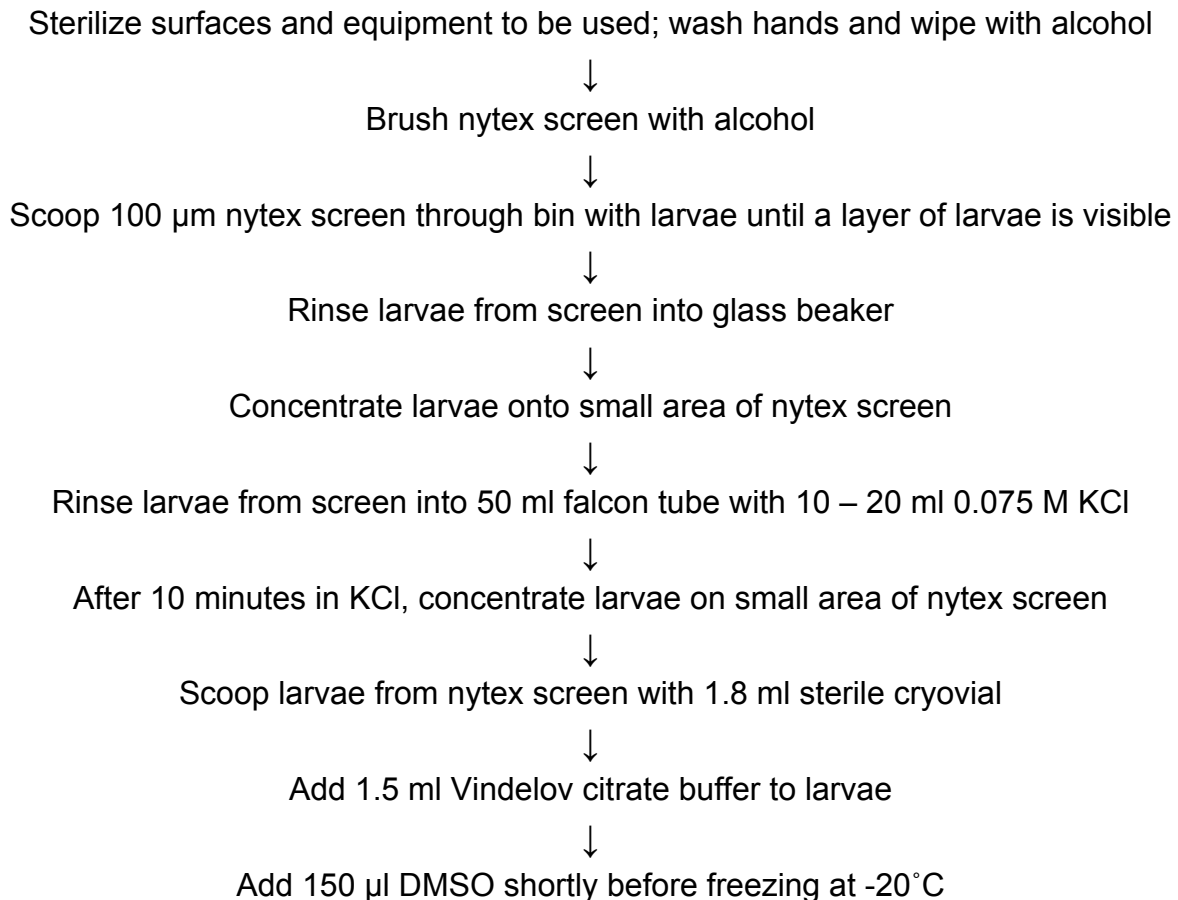 Sterilize surfaces and equipment to be used; wash hands and wipe with alcohol
↓
Brush nytex screen with alcohol
↓
Scoop 100 µm nytex screen through bin with larvae until a layer of larvae is visible
↓
Rinse larvae from screen into glass beaker
↓
Concentrate larvae onto small area of nytex screen
↓
Rinse larvae from screen into 50 ml falcon tube with 10 – 20 ml 0.075 M KCl
↓
After 10 minutes in KCl, concentrate larvae on small area of nytex screen
↓
Scoop larvae from nytex screen with 1.8 ml sterile cryovial
↓
Add 1.5 ml Vindelov citrate buffer to larvae
↓
Add 150 µl DMSO shortly before freezing at -20˚C